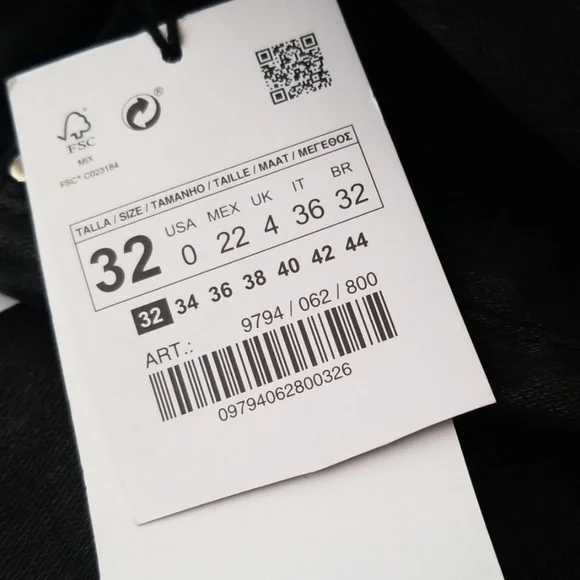 FSC
MIX
FSC® C023184
®
TALLA / SIZE / TAMANHO / TAILLE / MAAT / ΜΕΓΕΘΟΣ
32
USA MEX UK IT BR
0 22 4 36 32
32 34 36 38 40 42 44
ART.: 9794 / 062 / 800
09794062800326